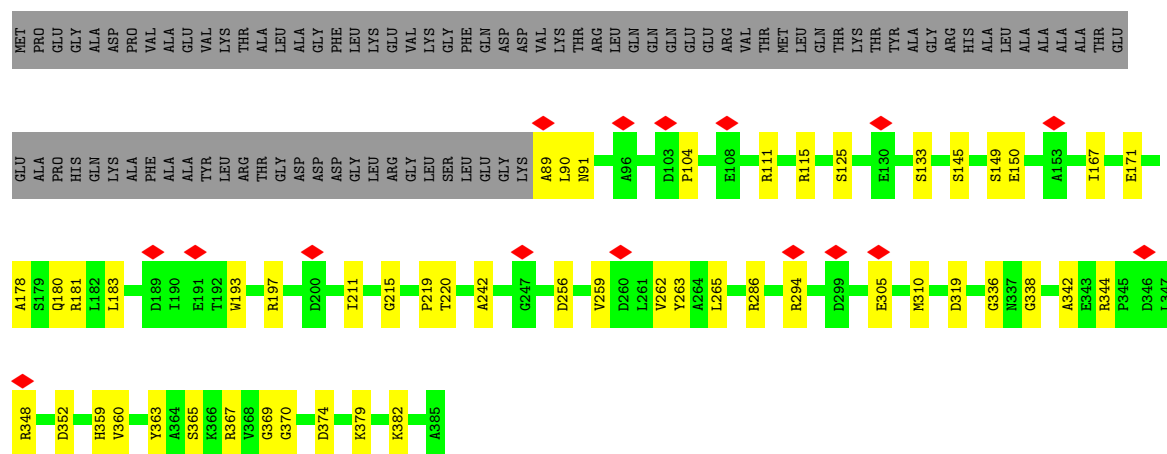 MET PRO GLU GLY ALA ASP PRO VAL ALA GLU VAL LYS THR ALA LEU ALA GLY PHE LEU LYS GLU VAL LYS GLY PHE GLN ASP ASP VAL LYS THR ARG LEU GLN GLN GLN GLU GLU ARG VAL THR MET LEU GLN THR LYS THR TYR ALA GLY ARG HIS ALA LEU ALA ALA ALA ALA THR GLU
GLU ALA PRO HIS GLN LYS ALA PHE ALA ALA TYR LEU ARG THR GLY ASP ASP ASP GLY LEU ARG GLY LEU SER LEU GLU GLY LYS A89 L90 N91 A96 D103 P104 E108 R111 R115 S125 E130 S133 S145 S149 E150 A153 I167 E171
A178 S179 Q180 R181 L182 L183 D189 I190 E191 T192 W193 R197 D200 I211 G215 P219 T220 A242 G247 D256 V259 D260 L261 V262 Y263 A264 L265 R286 R294 D299 E305 M310 D319 G336 N337 G338 A342 E343 R344 P345 D346
R348 D352 H359 V360 Y363 A364 S365 K366 R367 V368 G369 G370 D374 K379 K382 A385